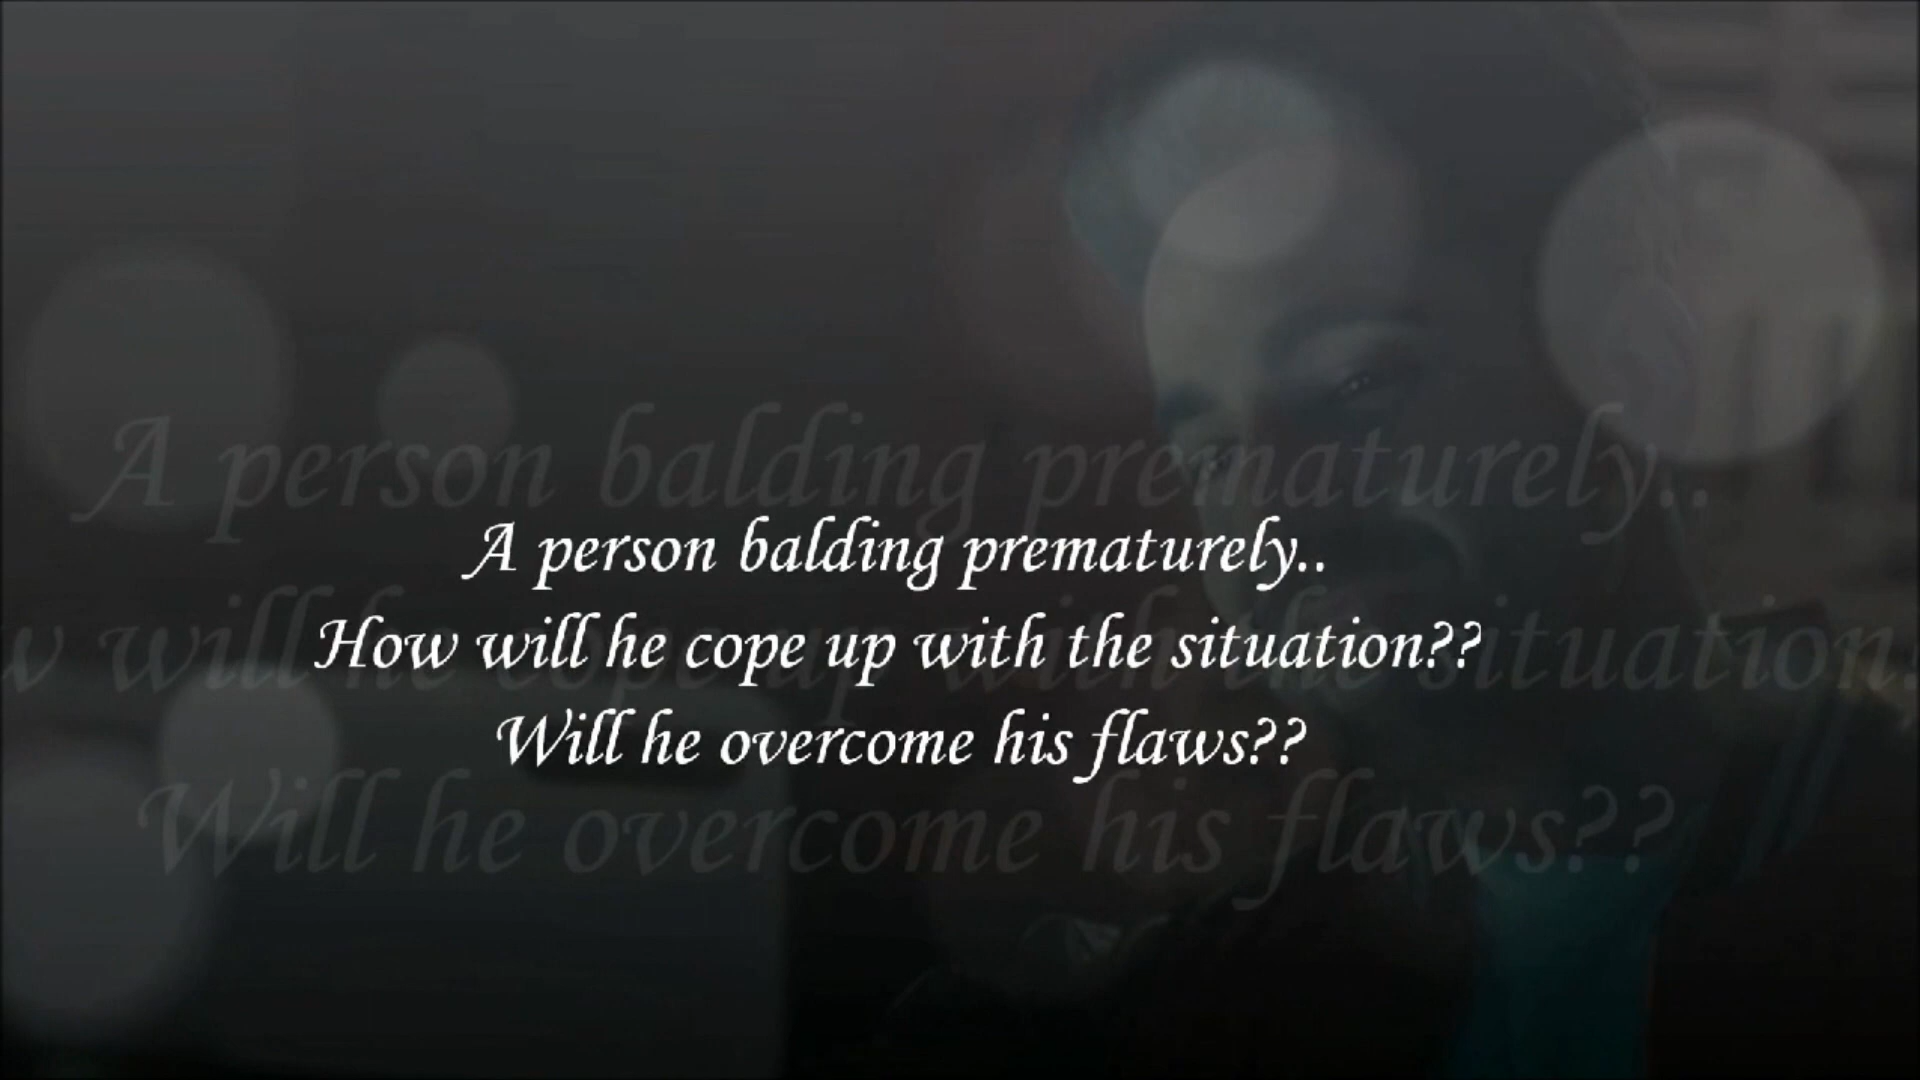 A person balding prematurely..
How will he cope up with the situation??
Will he overcome his flaws??